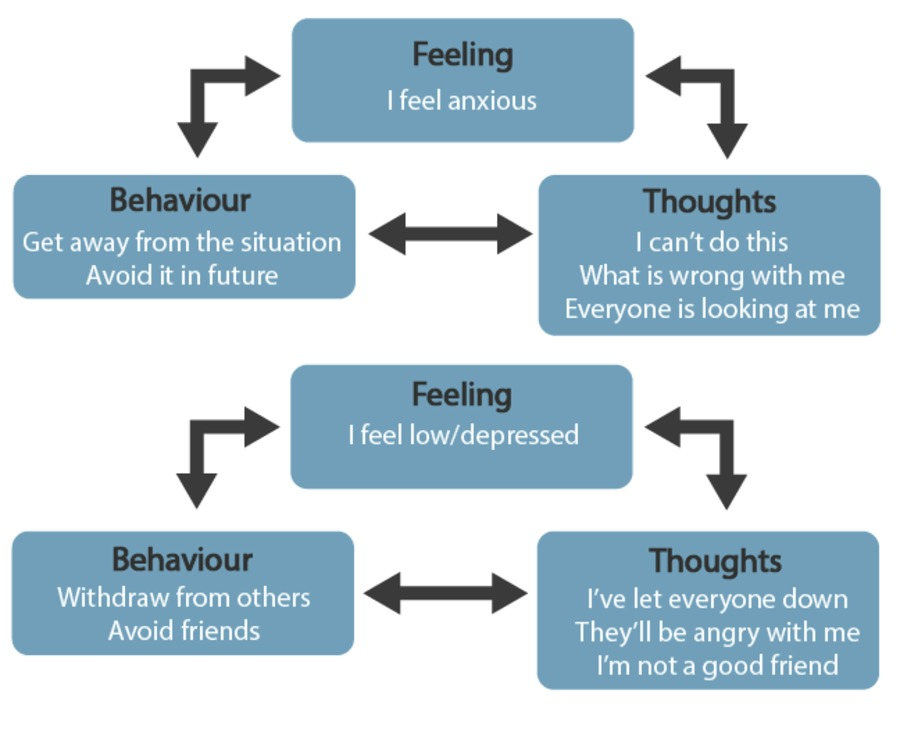 Feeling
I feel anxious
Behaviour
Get away from the situation
Avoid it in future
Thoughts
I can’t do this
What is wrong with me
Everyone is looking at me
Feeling
I feel low/depressed
Behaviour
Withdraw from others
Avoid friends
Thoughts
I’ve let everyone down
They’ll be angry with me
I’m not a good friend